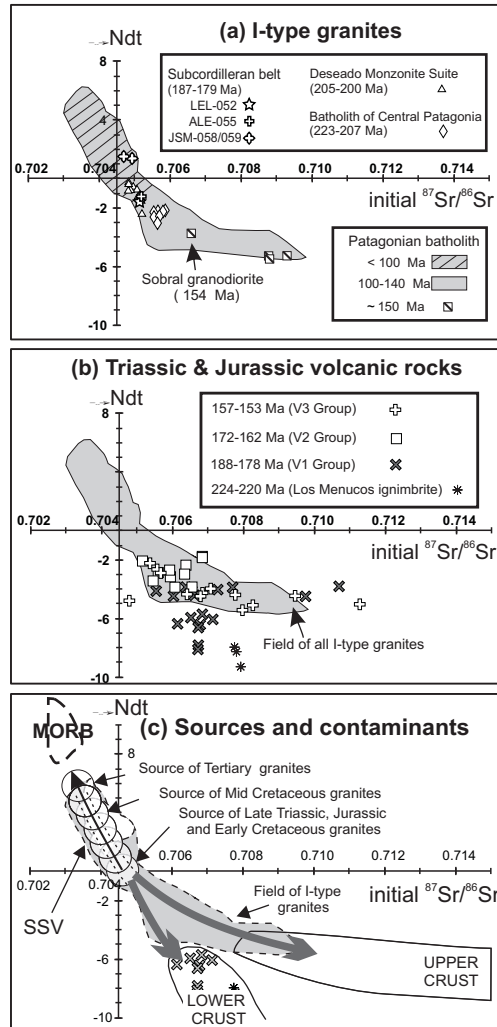 (a) I-type granites
→Ndt
Subcordilleran belt
(187-179 Ma)
LEL-052
ALE-055
JSM-058/059
Deseado Monzonite Suite
(205-200 Ma)
Batholith of Central Patagonia
(223-207 Ma)
4
0.702 0.704 0.706 0.708 0.710 0.712 0.714
initial ⁸⁷Sr/⁸⁶Sr
-2
-6
-10
Sobral granodiorite
( 154 Ma)
Patagonian batholith
< 100 Ma
100-140 Ma
~ 150 Ma
(b) Triassic & Jurassic volcanic rocks
→Ndt
8
157-153 Ma (V3 Group)
172-162 Ma (V2 Group)
188-178 Ma (V1 Group)
224-220 Ma (Los Menucos ignimbrite)
4
0.702 0.704 0.706 0.708 0.710 0.712 0.714
initial ⁸⁷Sr/⁸⁶Sr
-2
-6
-10
Field of all I-type granites
→Ndt
MORB
(c) Sources and contaminants
8
Source of Tertiary granites
Source of Mid Cretaceous granites
Source of Late Triassic, Jurassic
and Early Cretaceous granites
0.702 0.70 0.706 0.708 0.710 0.712 0.714
initial ⁸⁷Sr/⁸⁶Sr
SSV
Field of I-type
granites
-6
-10
UPPER
CRUST
LOWER
CRUST